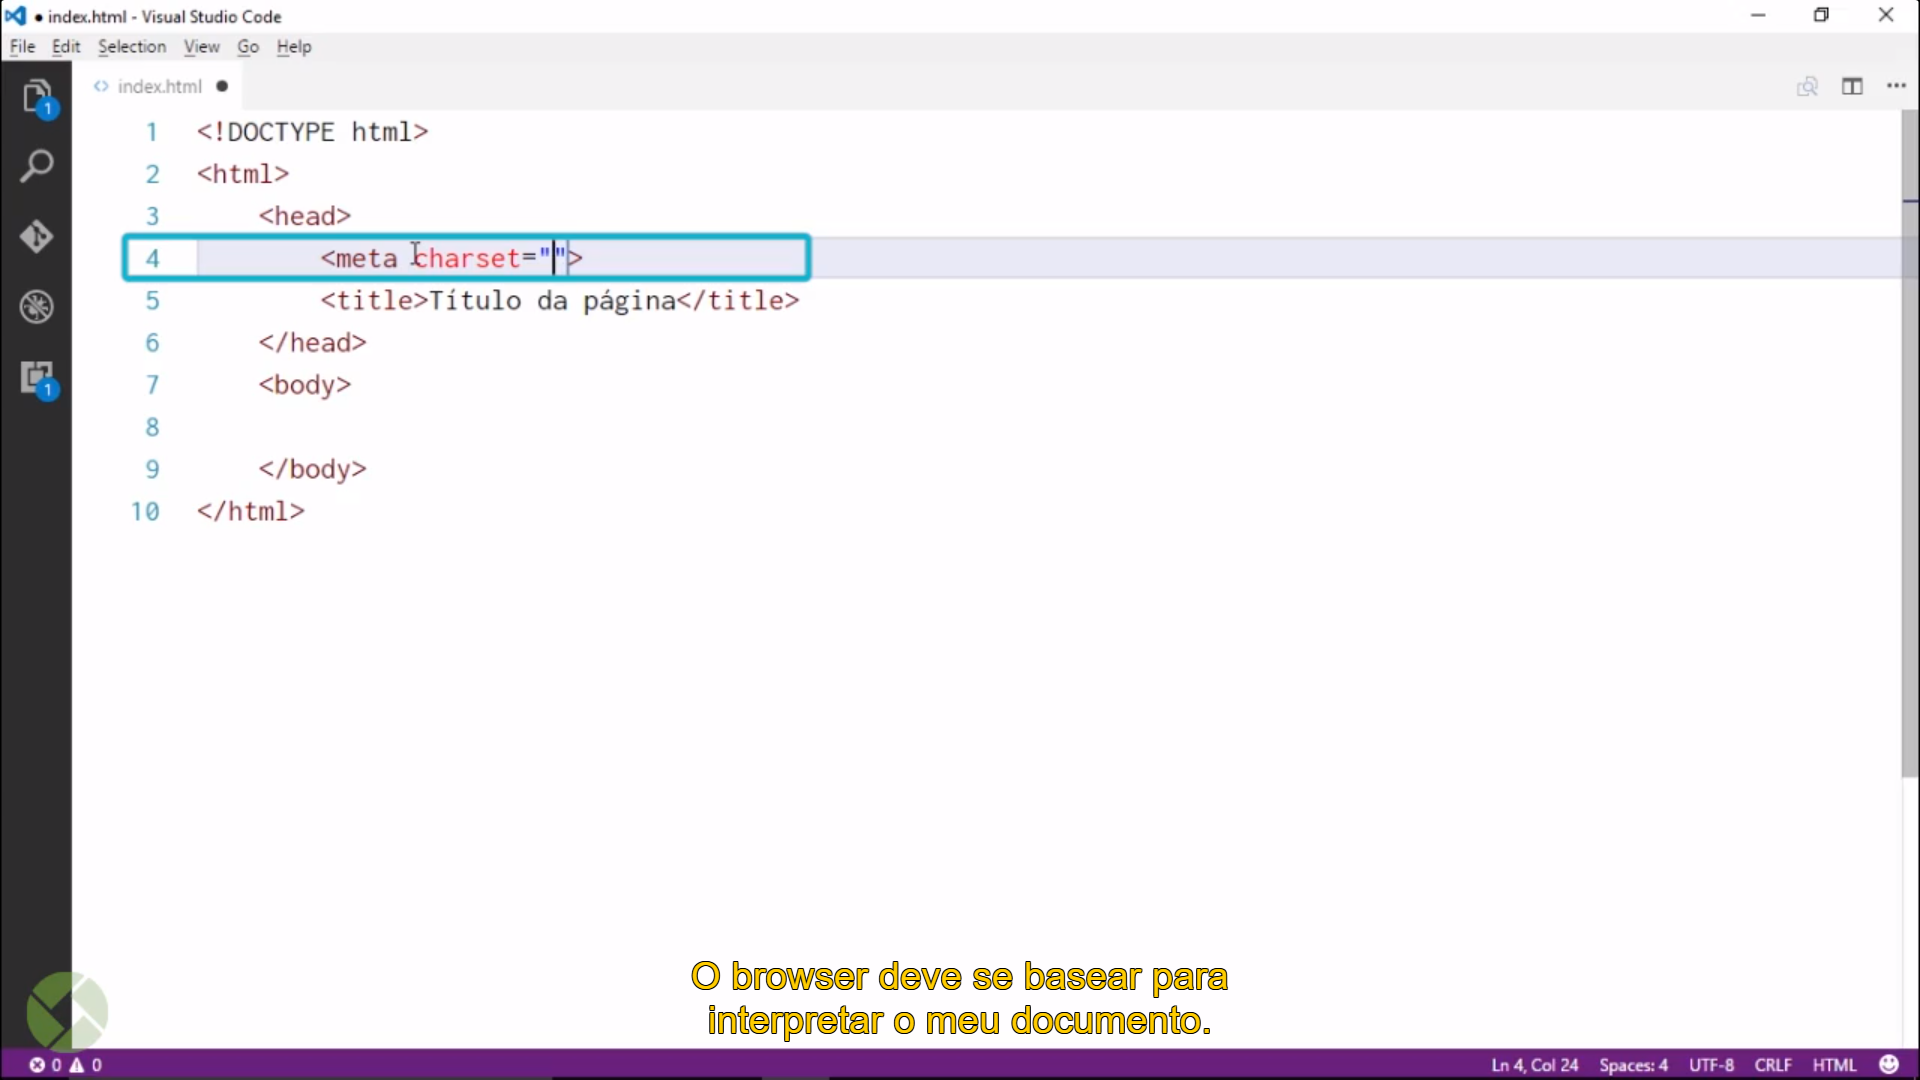 ● index.html - Visual Studio Code
File Edit Selection View Go Help
<> index.html ●
1 <!DOCTYPE html>
2 <html>
3 <head>
4 <meta charset="">
5 <title>Título da página</title>
6 </head>
7 <body>
8
9 </body>
10 </html>
1
1
O browser deve se basear para
interpretar o meu documento.
0 0 Ln 4, Col 24 Spaces: 4 UTF-8 CRLF HTML